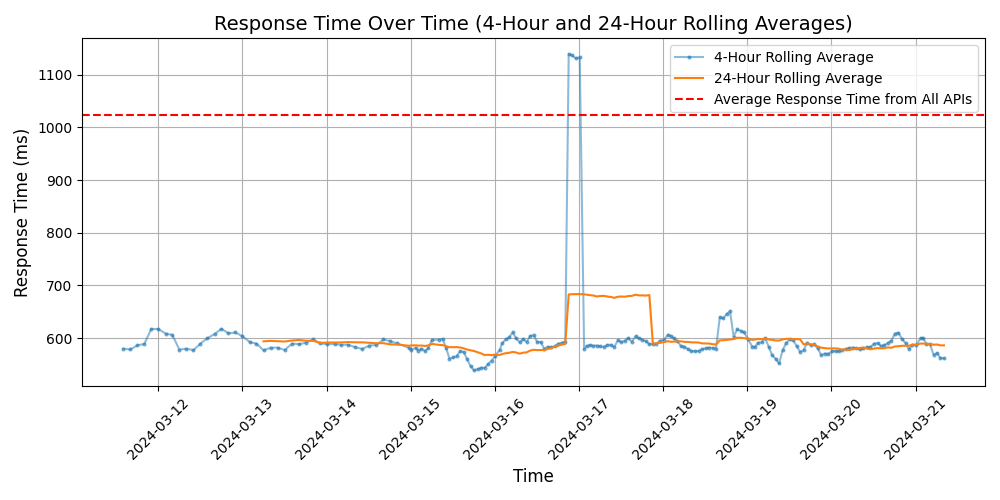 Response Time Over Time (4-Hour and 24-Hour Rolling Averages)
4-Hour Rolling Average
24-Hour Rolling Average
Average Response Time from All APIs
Response Time (ms)
1100
1000
900
800
700
600
2024-03-12
2024-03-13
2024-03-14
2024-03-15
2024-03-16
2024-03-17
2024-03-18
2024-03-19
2024-03-20
2024-03-21
Time